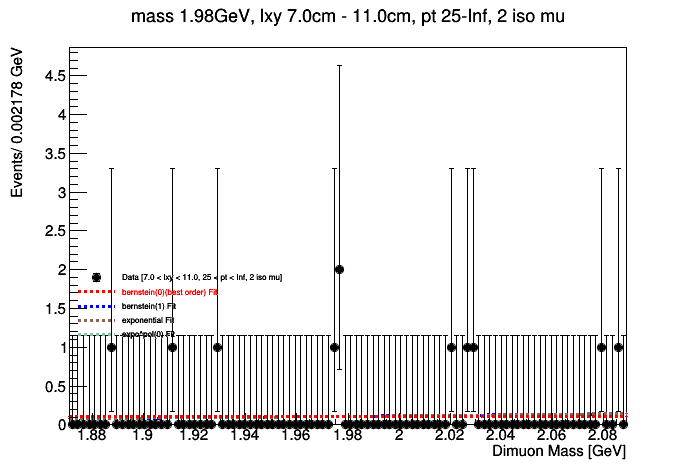 mass 1.98GeV, lxy 7.0cm - 11.0cm, pt 25-Inf, 2 iso mu
Events/ 0.002178 GeV
4.5
4
3.5
3
2.5
2
1.5
1
0.5
0
Data [7.0 < lxy < 11.0, 25 < pt < Inf, 2 iso mu]
bernstein(0)(best order) Fit
bernstein(1) Fit
exponential Fit
expo*pol(0) Fit
1.88 1.9 1.92 1.94 1.96 1.98 2 2.02 2.04 2.06 2.08
Dimuon Mass [GeV]